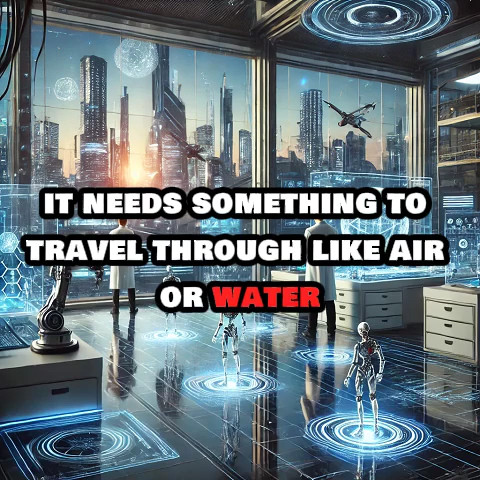 IT NEEDS SOMETHING TO
TRAVEL THROUGH LIKE AIR
OR WATER